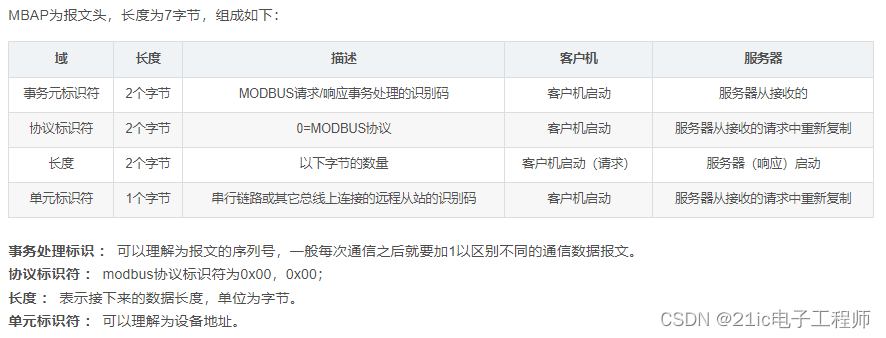 MBAP为报文头，长度为7字节，组成如下：
域 长度 描述 客户机 服务器
事务元标识符 2个字节 MODBUS请求/响应事务处理的识别码 客户机启动 服务器从接收的
协议标识符 2个字节 0=MODBUS协议 客户机启动 服务器从接收的请求中重新复制
长度 2个字节 以下字节的数量 客户机启动（请求） 服务器（响应）启动
单元标识符 1个字节 串行链路或其它总线上连接的远程从站的识别码 客户机启动 服务器从接收的请求中重新复制
事务处理标识： 可以理解为报文的序列号，一般每次通信之后就要加1以区别不同的通信数据报文。
协议标识符： modbus协议标识符为0x00，0x00；
长度： 表示接下来的数据长度，单位为字节。
单元标识符： 可以理解为设备地址。
CSDN @21ic电子工程师